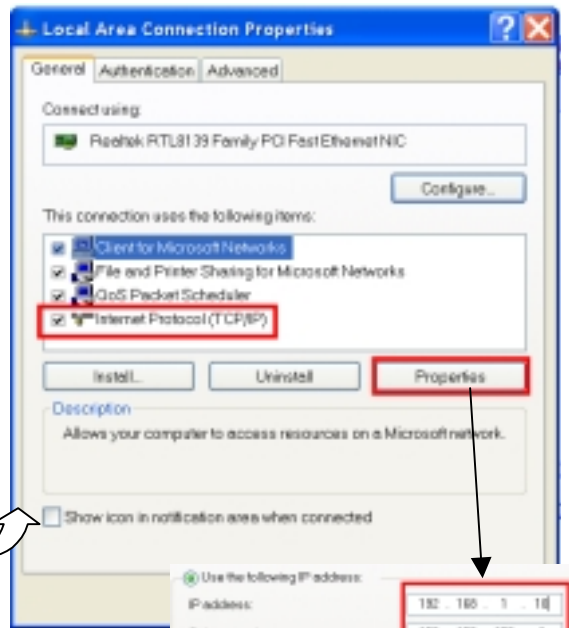 Local Area Connection Properties
General Authentication Advanced
Connect using:
Realtek RTL8139 Family PCI Fast Ethernet NIC
Configure...
This connection uses the following items:
Client for Microsoft Networks
File and Printer Sharing for Microsoft Networks
QoS Packet Scheduler
Internet Protocol (TCP/IP)
Install... Uninstall Properties
Description
Allows your computer to access resources on a Microsoft network.
Show icon in notification area when connected
Use the following IP address:
IP address: 192 . 168 . 1 . 10